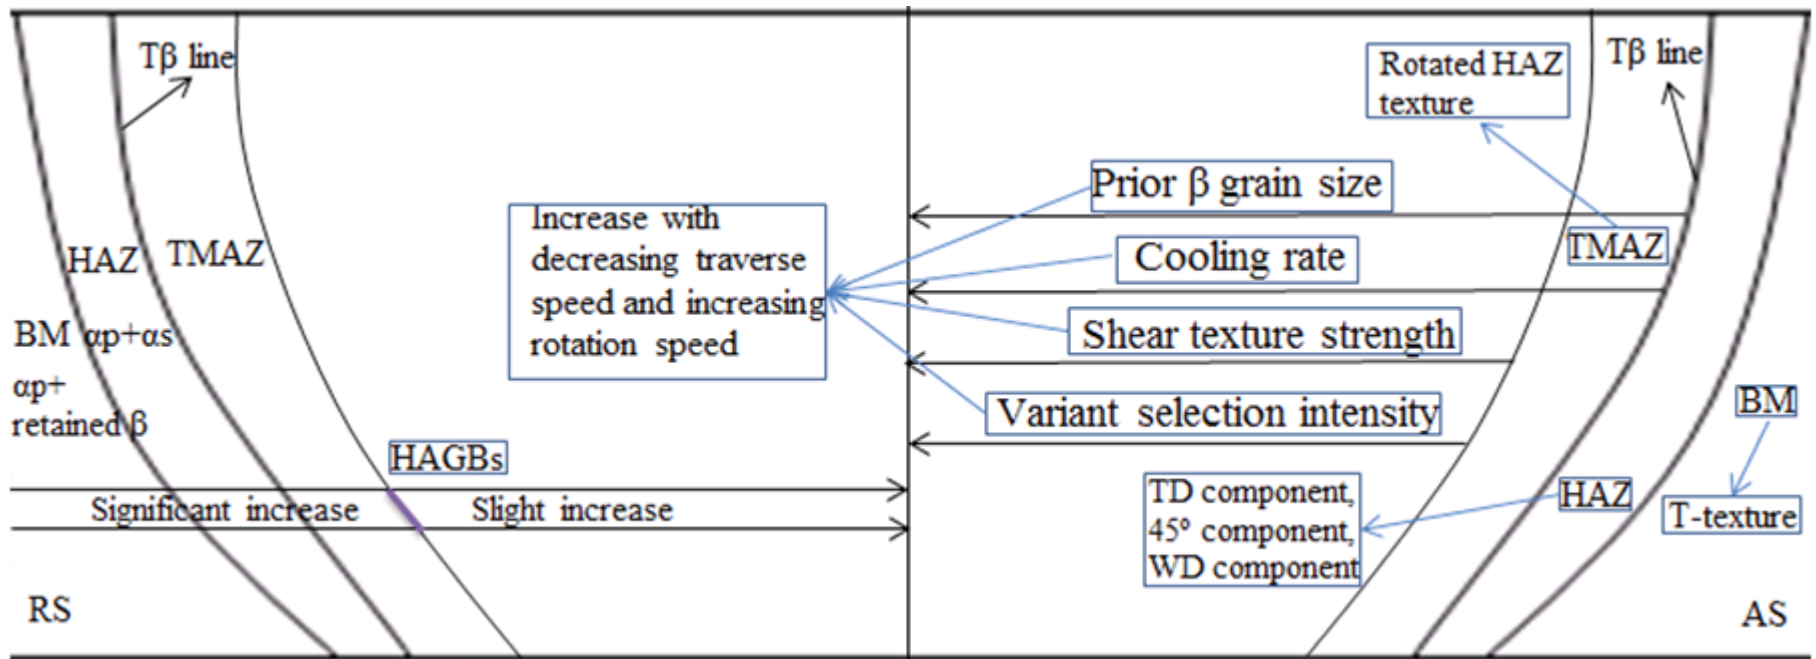 Tβ line
Rotated HAZ
texture
Tβ line
Prior β grain size
Increase with
decreasing traverse
speed and increasing
rotation speed
HAZ
TMAZ
Cooling rate
TMAZ
BM αp+αs
αp+
retained β
Shear texture strength
Variant selection intensity
BM
HAGBs
Significant increase
Slight increase
TD component,
45° component,
WD component
HAZ
T-texture
RS
AS